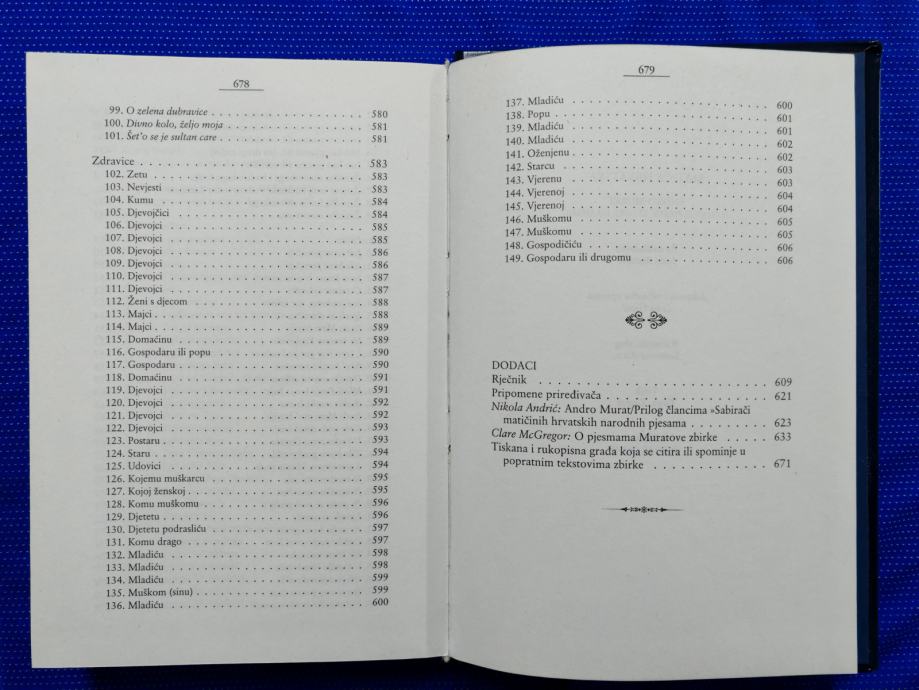 678
99. O zelena dubravice . . . . . . . . . . 580
100. Divno kolo, željo moja . . . . . . . . . . 581
101. Šet'o se je sultan care . . . . . . . . . . 581
Zdravice . . . . . . . . . . 583
102. Zetu . . . . . . . . . . 583
103. Nevjesti . . . . . . . . . . 583
104. Kumu . . . . . . . . . . 584
105. Djevojčici . . . . . . . . . . 584
106. Djevojci . . . . . . . . . . 585
107. Djevojci . . . . . . . . . . 585
108. Djevojci . . . . . . . . . . 586
109. Djevojci . . . . . . . . . . 586
110. Djevojci . . . . . . . . . . 587
111. Djevojci . . . . . . . . . . 587
112. Ženi s djecom . . . . . . . . . . 588
113. Majci . . . . . . . . . . 588
114. Majci . . . . . . . . . . 589
115. Domaćinu . . . . . . . . . . 589
116. Gospodaru ili popu . . . . . . . . . . 590
117. Gospodaru . . . . . . . . . . 590
118. Domaćinu . . . . . . . . . . 591
119. Djevojci . . . . . . . . . . 591
120. Djevojci . . . . . . . . . . 592
121. Djevojci . . . . . . . . . . 592
122. Djevojci . . . . . . . . . . 593
123. Postaru . . . . . . . . . . 593
124. Staru . . . . . . . . . . 594
125. Udovici . . . . . . . . . . 594
126. Kojemu muškarcu . . . . . . . . . . 595
127. Kojoj ženskoj . . . . . . . . . . 595
128. Komu muškomu . . . . . . . . . . 596
129. Djetetu . . . . . . . . . . 596
130. Djetetu podrasliću . . . . . . . . . . 597
131. Komu drago . . . . . . . . . . 597
132. Mladiću . . . . . . . . . . 598
133. Mladiću . . . . . . . . . . 598
134. Mladiću . . . . . . . . . . 599
135. Muškom (sinu) . . . . . . . . . . 599
136. Mladiću . . . . . . . . . . 600
679
137. Mladiću . . . . . . . . . . 600
138. Popu . . . . . . . . . . 601
139. Mladiću . . . . . . . . . . 601
140. Mladiću . . . . . . . . . . 602
141. Oženjenu . . . . . . . . . . 602
142. Starcu . . . . . . . . . . 603
143. Vjerenu . . . . . . . . . . 603
144. Vjerenoj . . . . . . . . . . 604
145. Vjerenoj . . . . . . . . . . 604
146. Muškomu . . . . . . . . . . 605
147. Muškomu . . . . . . . . . . 605
148. Gospodičiću . . . . . . . . . . 606
149. Gospodaru ili drugomu . . . . . . . . . . 606
DODACI
Rječnik . . . . . . . . . . 609
Pripomene priređivača . . . . . . . . . . 621
Nikola Andrić: Andro Murat/Prilog člancima »Sabirači
matičinih hrvatskih narodnih pjesama . . . . . . . . . . 623
Clare McGregor: O pjesmama Muratove zbirke . . . . . . . . . . 633
Tiskana i rukopisna građa koja se citira ili spominje u
popratnim tekstovima zbirke . . . . . . . . . . 671